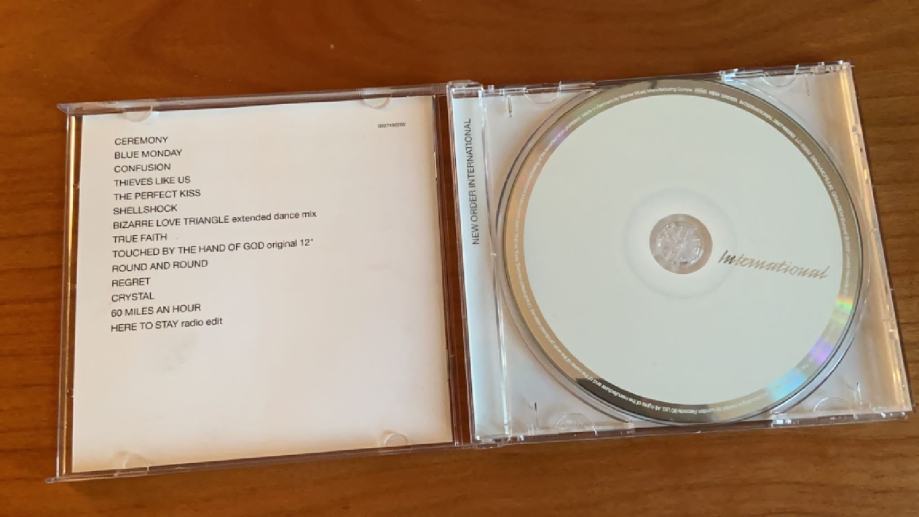 CEREMONY
BLUE MONDAY
CONFUSION
THIEVES LIKE US
THE PERFECT KISS
SHELLSHOCK
BIZARRE LOVE TRIANGLE extended dance mix
TRUE FAITH
TOUCHED BY THE HAND OF GOD original 12"
ROUND AND ROUND
REGRET
CRYSTAL
60 MILES AN HOUR
HERE TO STAY radio edit
NEW ORDER INTERNATIONAL
International